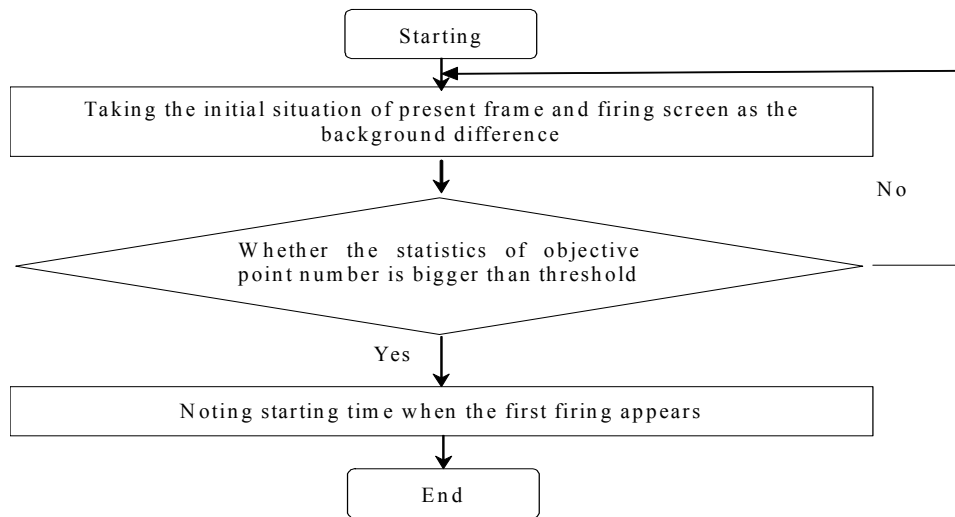 Starting
Taking the initial situation of present frame and firing screen as the
background difference
No
Whether the statistics of objective
point number is bigger than threshold
Yes
Noting starting time when the first firing appears
End